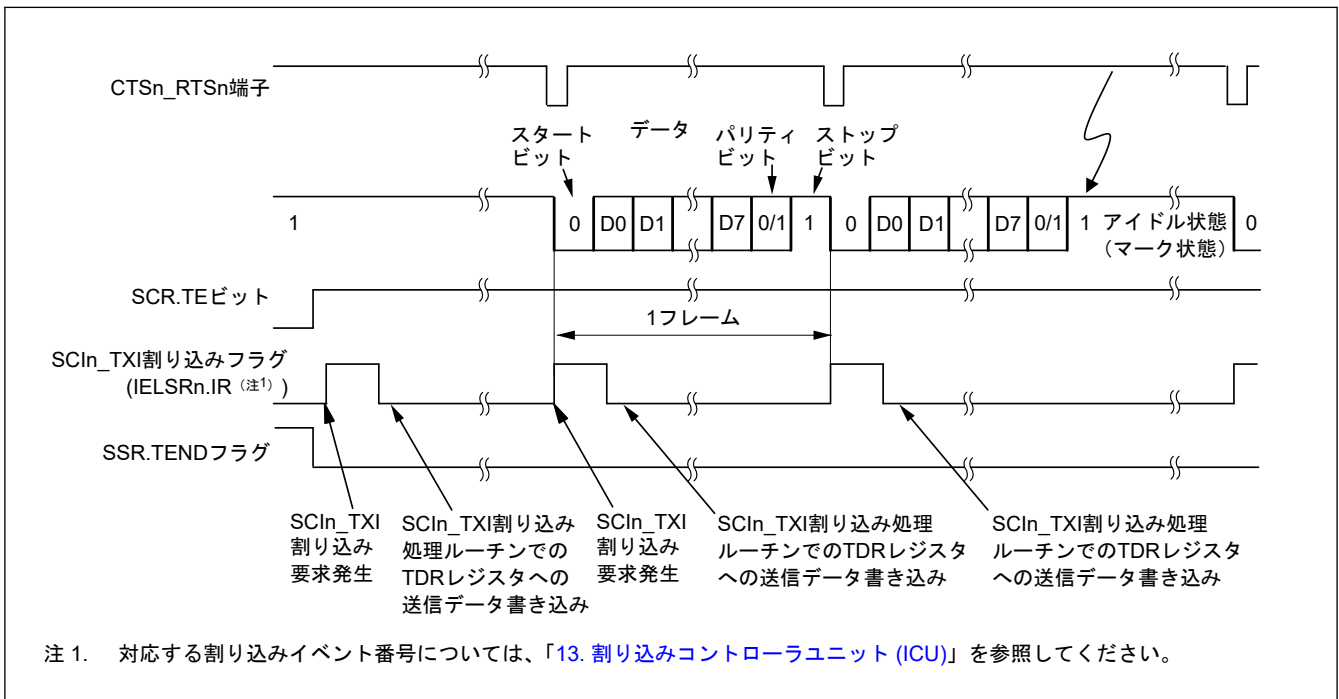 CTSn_RTSn端子
スタート
ビット
データ
パリティ
ビット
ストップ
ビット
1
0 D0 D1 D7 0/1 1 0 D0 D1 D7 0/1 1 アイドル状態
(マーク状態)
0
SCR.TEビット
1フレーム
SCIn_TXI割り込みフラグ
(IELSRn.IR（注1）)
SSR.TENDフラグ
SCIn_TXI
割り込み
要求発生
SCIn_TXI割り込み
処理ルーチンでの
TDRレジスタへの
送信データ書き込み
SCIn_TXI
割り込み
要求発生
SCIn_TXI割り込み処理
ルーチンでのTDRレジスタ
への送信データ書き込み
SCIn_TXI割り込み処理
ルーチンでのTDRレジスタ
への送信データ書き込み
注 1. 対応する割り込みイベント番号については、「13. 割り込みコントローラユニット (ICU)」を参照してください。